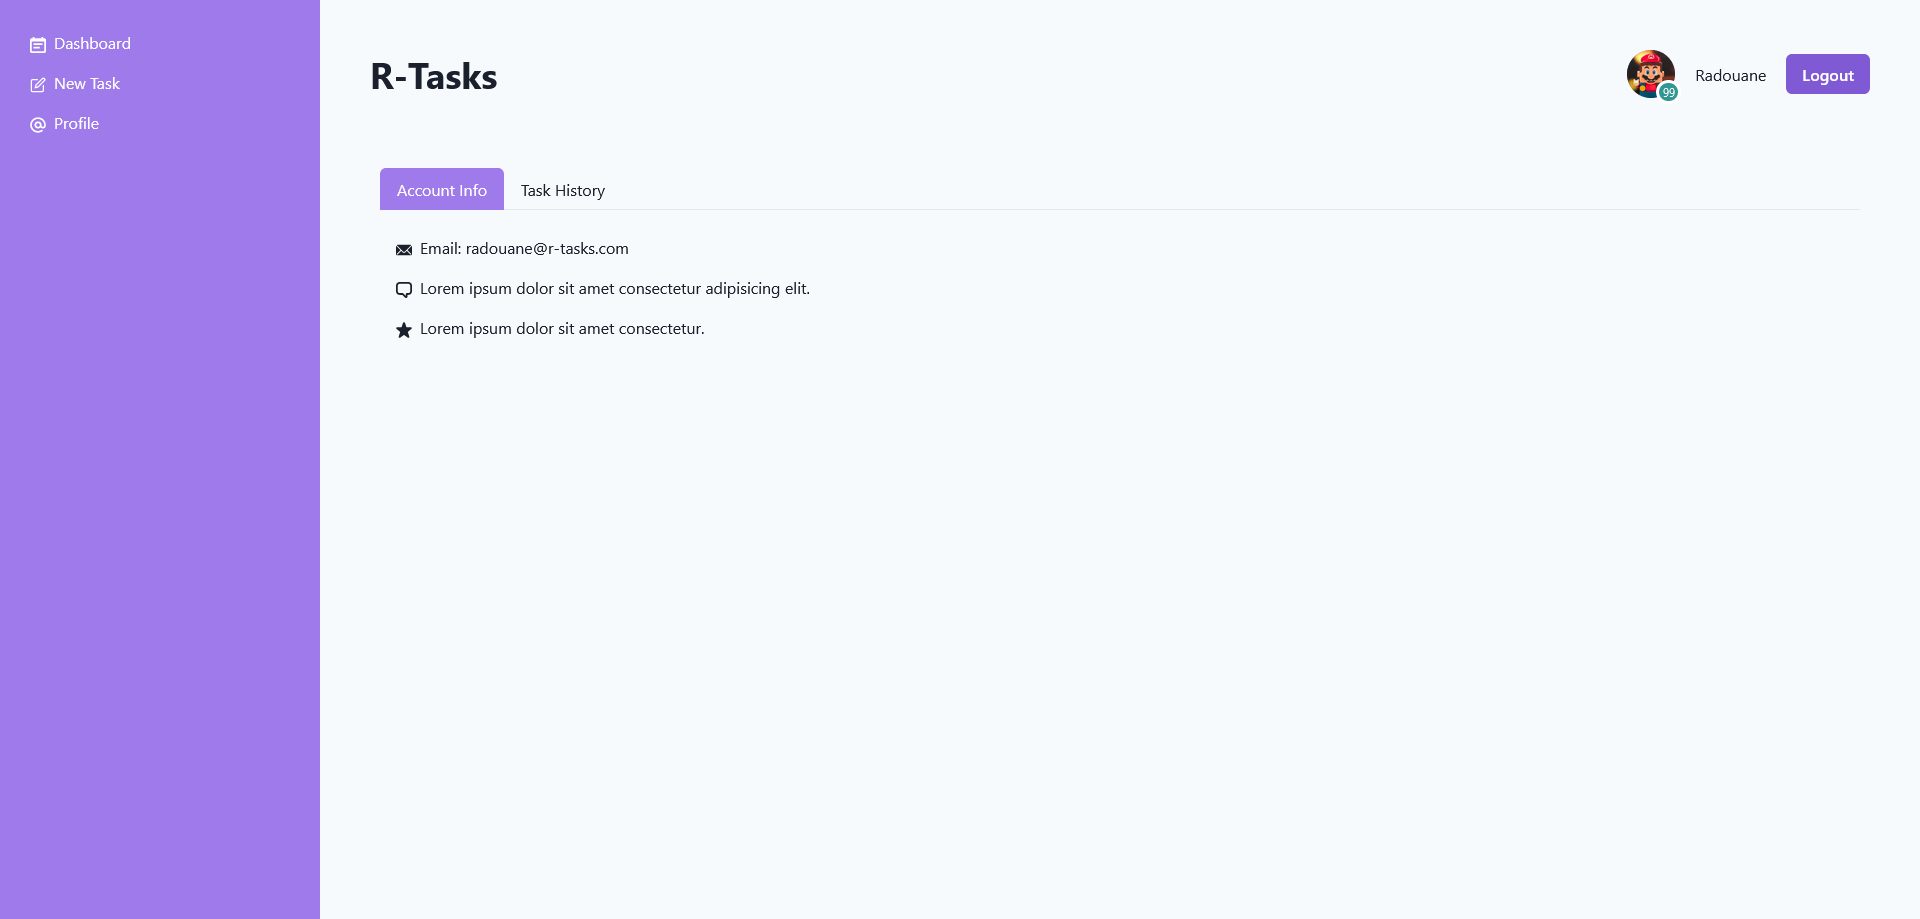 Dashboard
New Task
Profile
R-Tasks
99
Radouane
Logout
Account Info
Task History
Email: radouane@r-tasks.com
Lorem ipsum dolor sit amet consectetur adipisicing elit.
Lorem ipsum dolor sit amet consectetur.